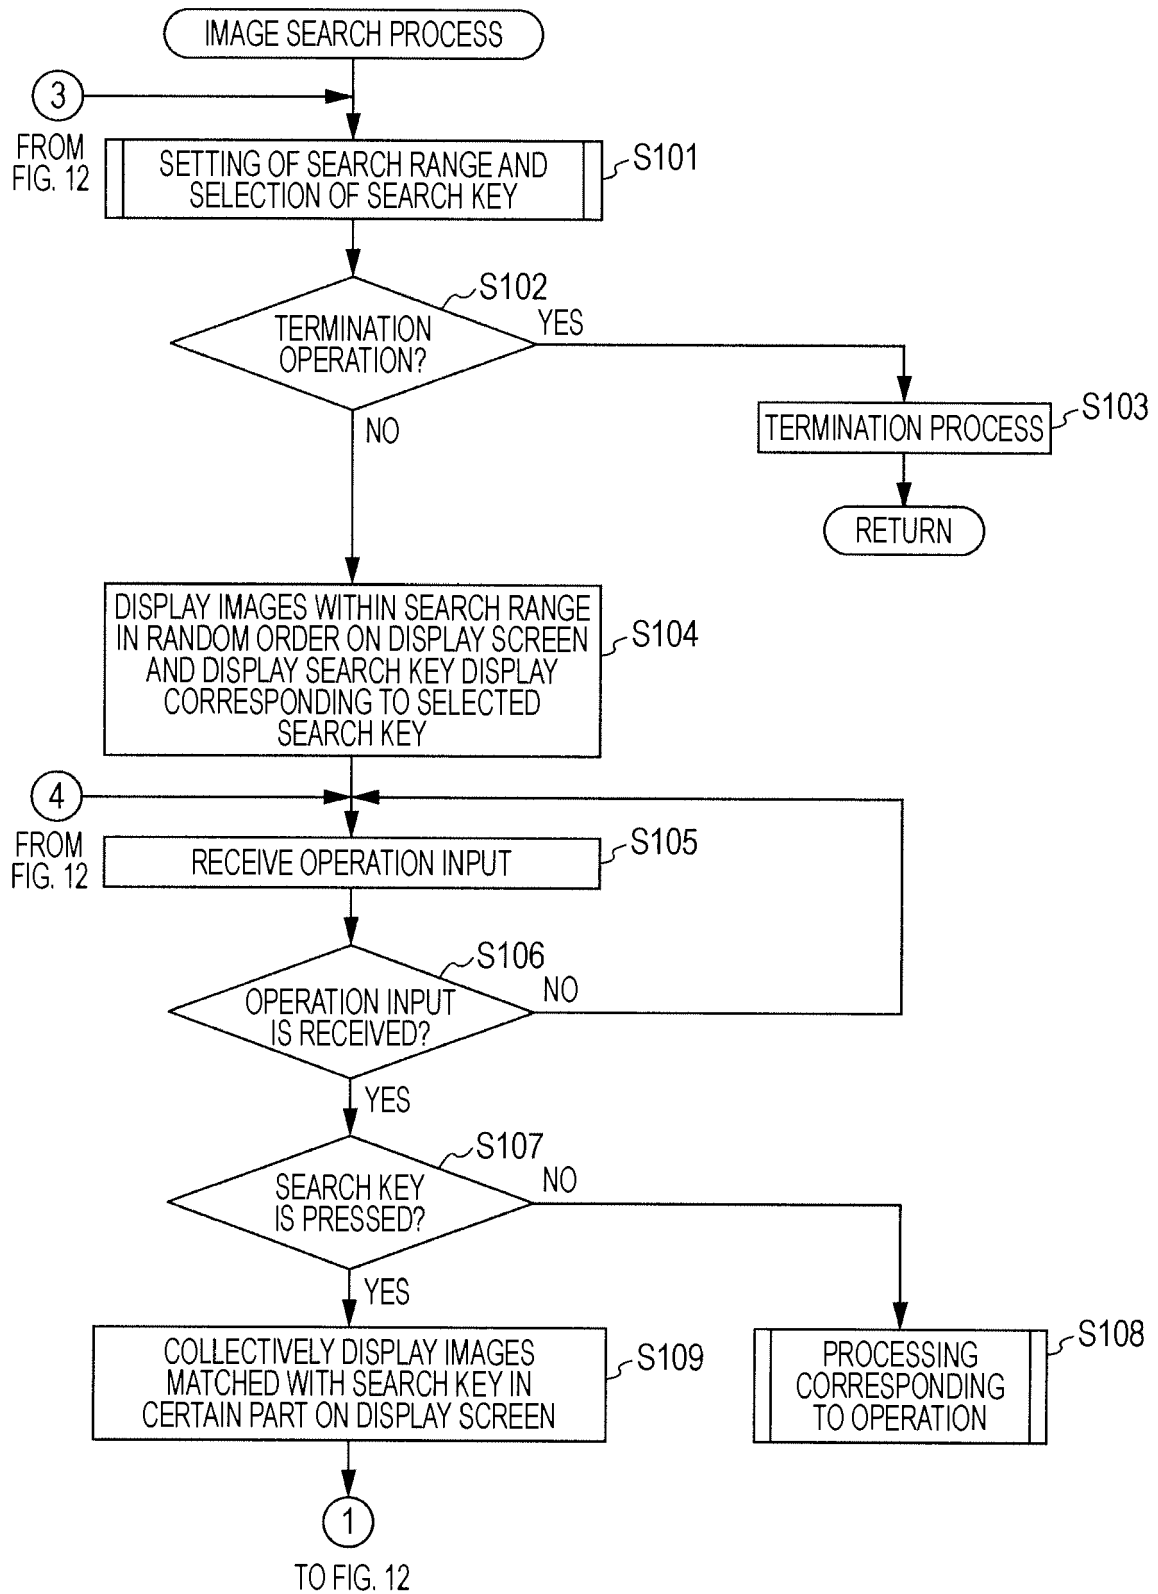 IMAGE SEARCH PROCESS
3
FROM
FIG. 12
SETTING OF SEARCH RANGE AND
SELECTION OF SEARCH KEY
S101
S102
TERMINATION
OPERATION?
YES
NO
S103
TERMINATION PROCESS
RETURN
DISPLAY IMAGES WITHIN SEARCH RANGE
IN RANDOM ORDER ON DISPLAY SCREEN
AND DISPLAY SEARCH KEY DISPLAY
CORRESPONDING TO SELECTED
SEARCH KEY
S104
4
FROM
FIG. 12
RECEIVE OPERATION INPUT
S105
S106
OPERATION INPUT
IS RECEIVED?
NO
YES
S107
SEARCH KEY
IS PRESSED?
NO
YES
COLLECTIVELY DISPLAY IMAGES
MATCHED WITH SEARCH KEY IN
CERTAIN PART ON DISPLAY SCREEN
S109
PROCESSING
CORRESPONDING
TO OPERATION
S108
1
TO FIG. 12